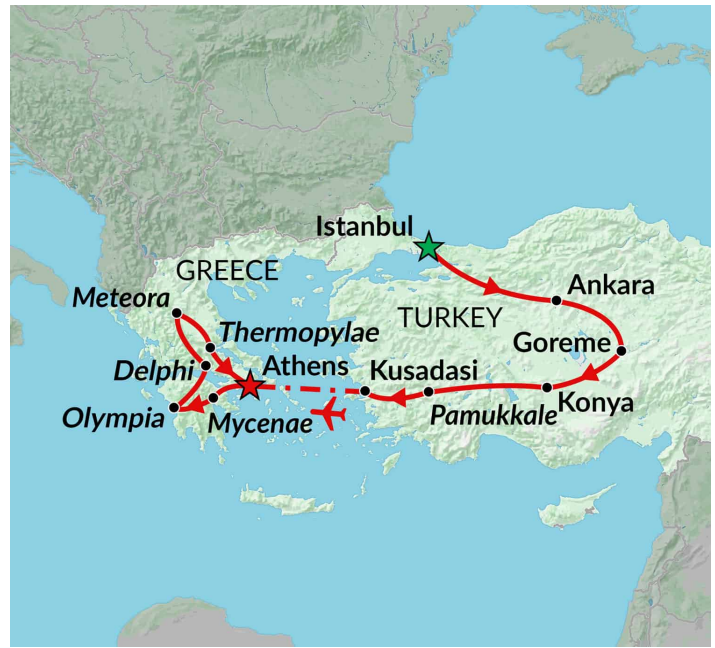 Istanbul
GREECE
Ankara
Meteora
TURKEY
Thermopylae
Goreme
Delphi
Athens
Kusadasi
Konya
Pamukkale
Olympia
Mycenae